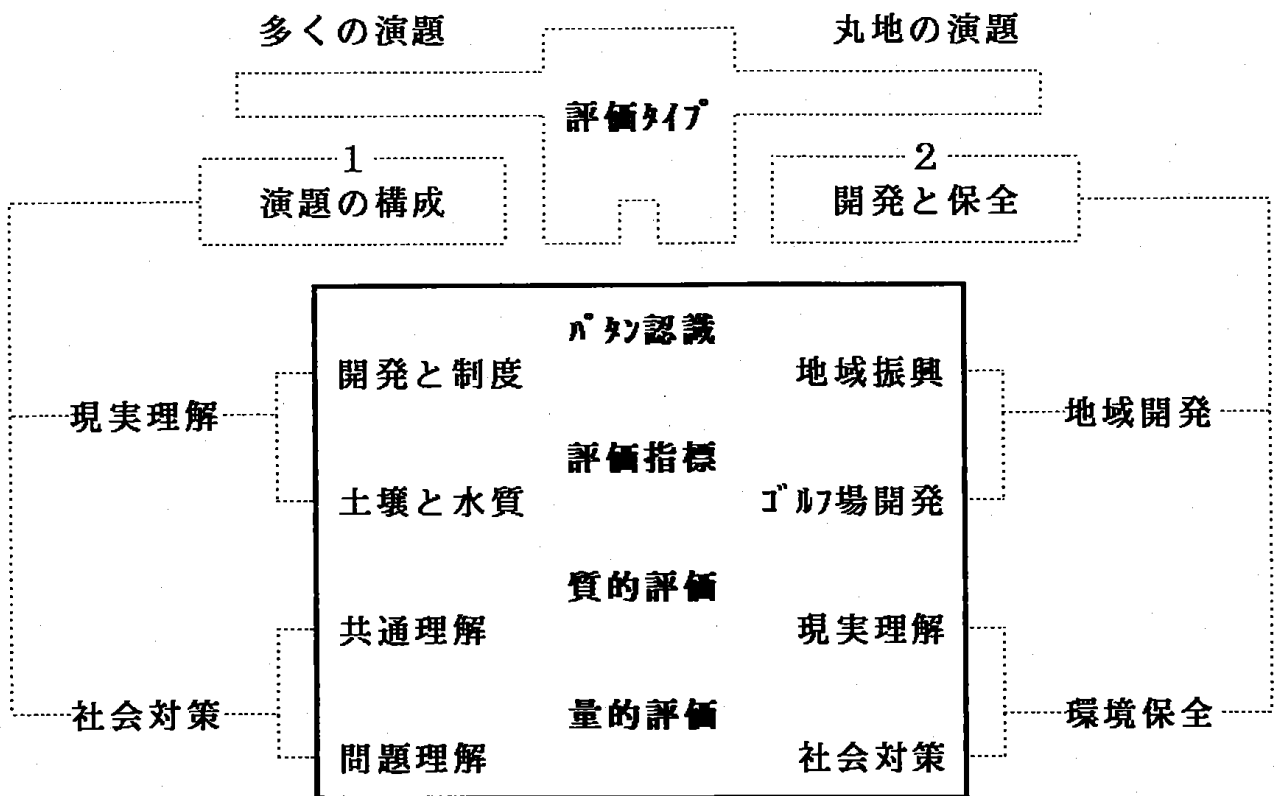 多くの演題
丸地の演題
評価ﾀｲﾌﾟ
1
演題の構成
2
開発と保全
ﾊﾟﾀﾝ認識
開発と制度
地域振興
現実理解
地域開発
評価指標
土壌と水質
ｺﾞﾙﾌ場開発
質的評価
共通理解
現実理解
社会対策
量的評価
環境保全
問題理解
社会対策